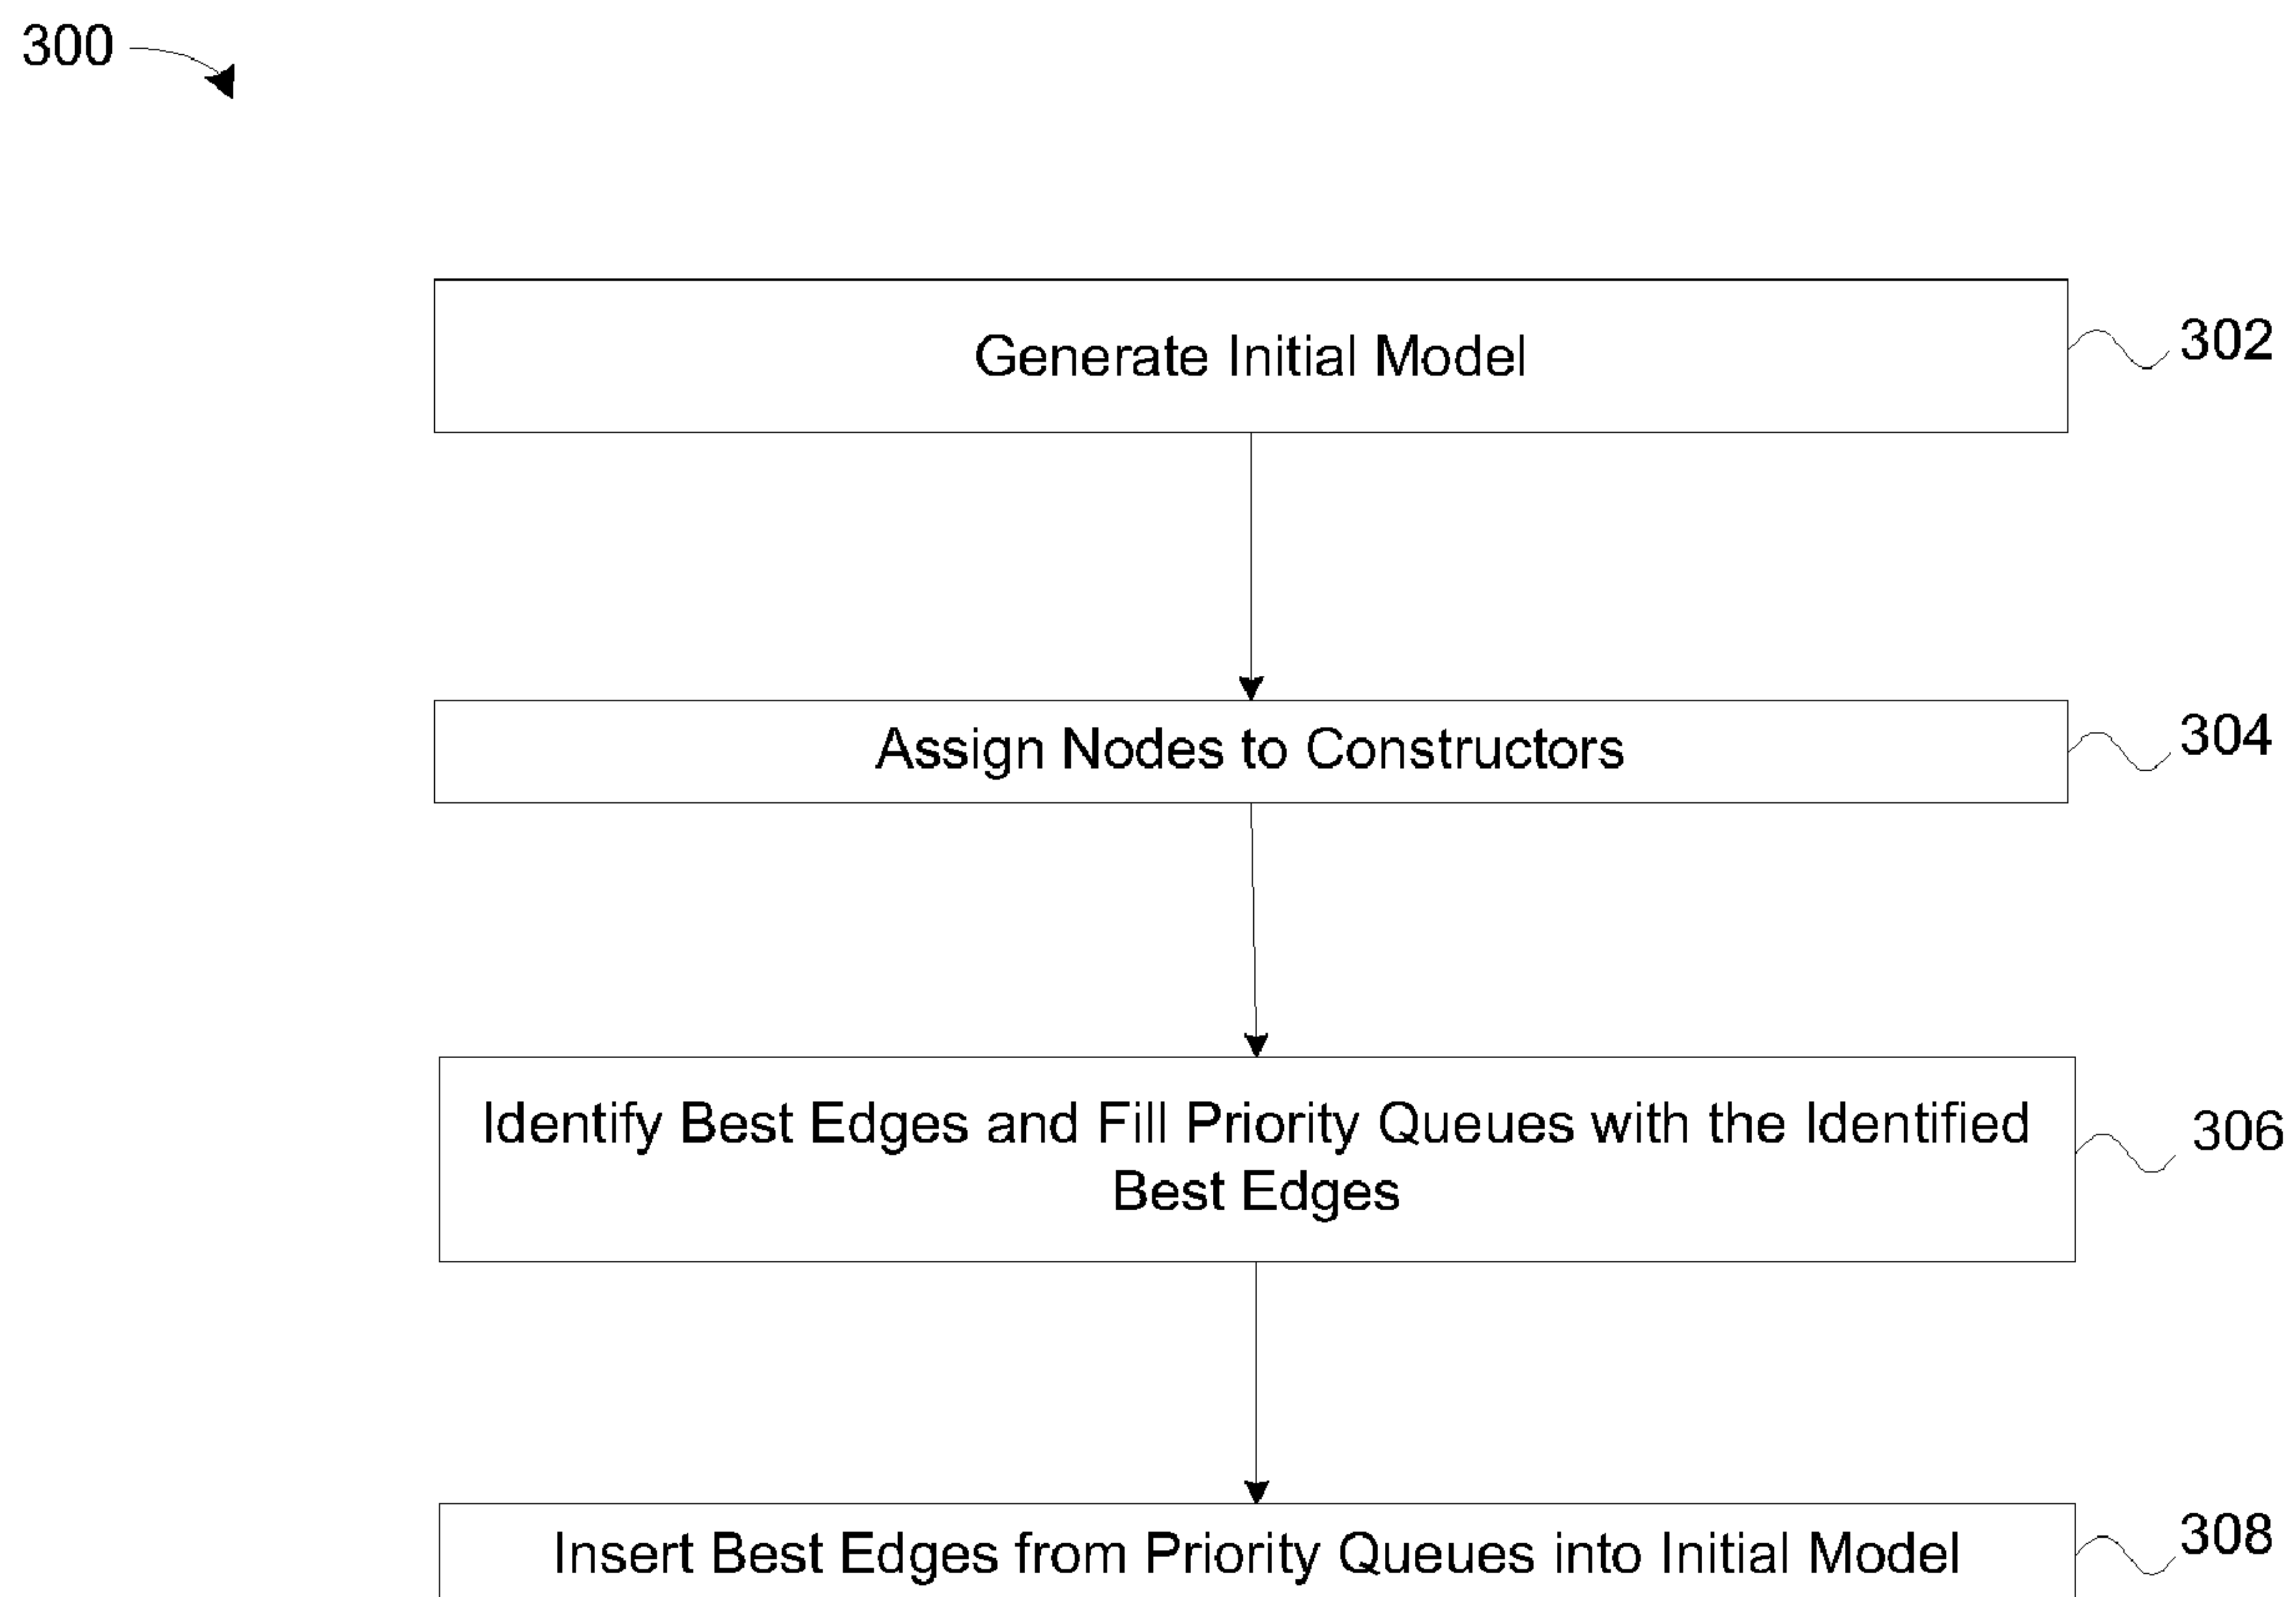 300
Generate Initial Model
302
Assign Nodes to Constructors
304
Identify Best Edges and Fill Priority Queues with the Identified
Best Edges
306
Insert Best Edges from Priority Queues into Initial Model
308